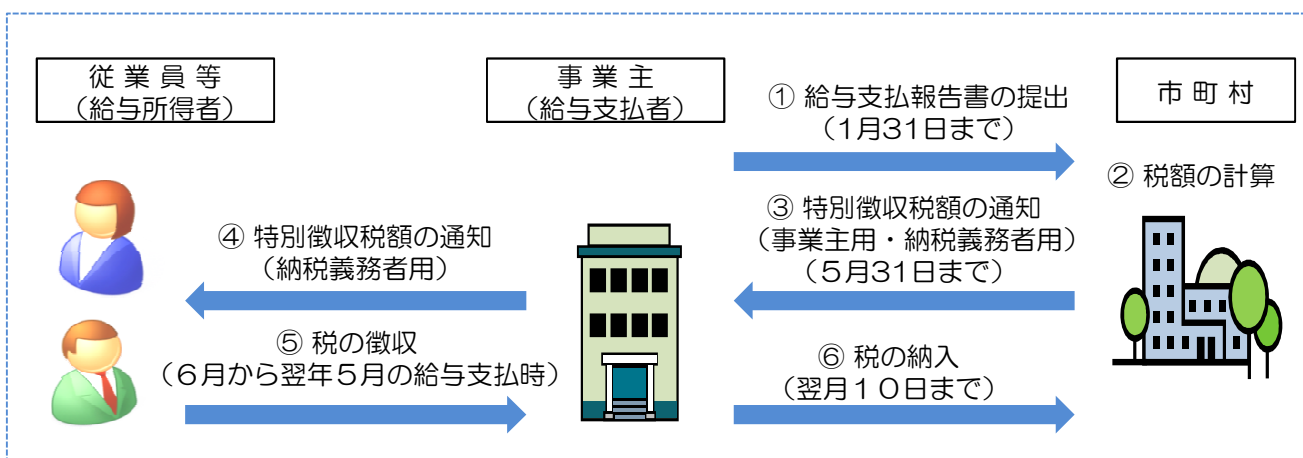 従 業 員 等
（給与所得者）
事 業 主
（給与支払者）
市 町 村
① 給与支払報告書の提出
（1月31日まで）
② 税額の計算
③ 特別徴収税額の通知
（事業主用・納税義務者用）
（５月31日まで）
④ 特別徴収税額の通知
（納税義務者用）
⑤ 税の徴収
（６月から翌年５月の給与支払時）
⑥ 税の納入
（翌月１０日まで）